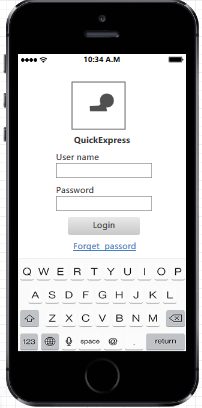 10:34 A.M
QuickExpress
User name
Password
Login
Forget passord
Q W E R T Y U I O P
A S D F G H J K L
Z X C V B N M
123 space @ . return